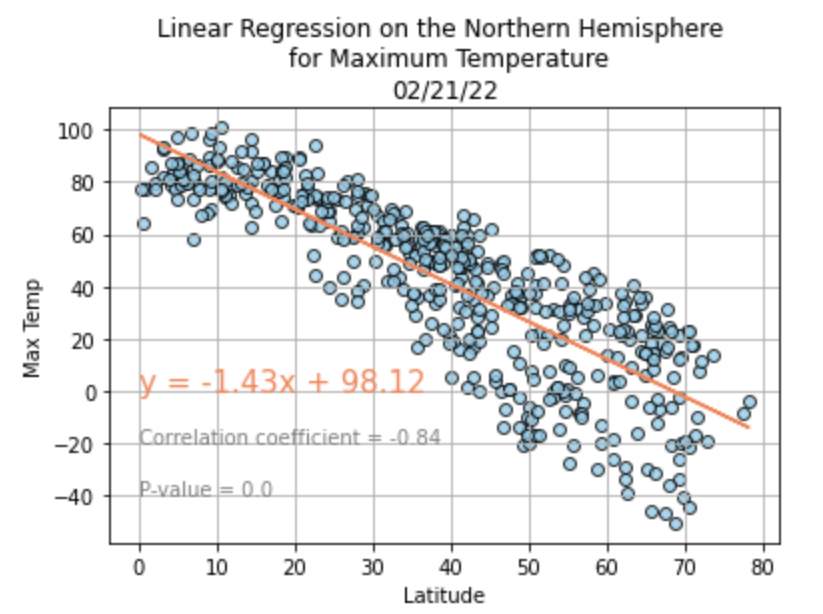 Linear Regression on the Northern Hemisphere
for Maximum Temperature
02/21/22
Max Temp
100
80
60
40
20
0
−20
−40
y = -1.43x + 98.12
Correlation coefficient = -0.84
P-value = 0.0
0 10 20 30 40 50 60 70 80
Latitude